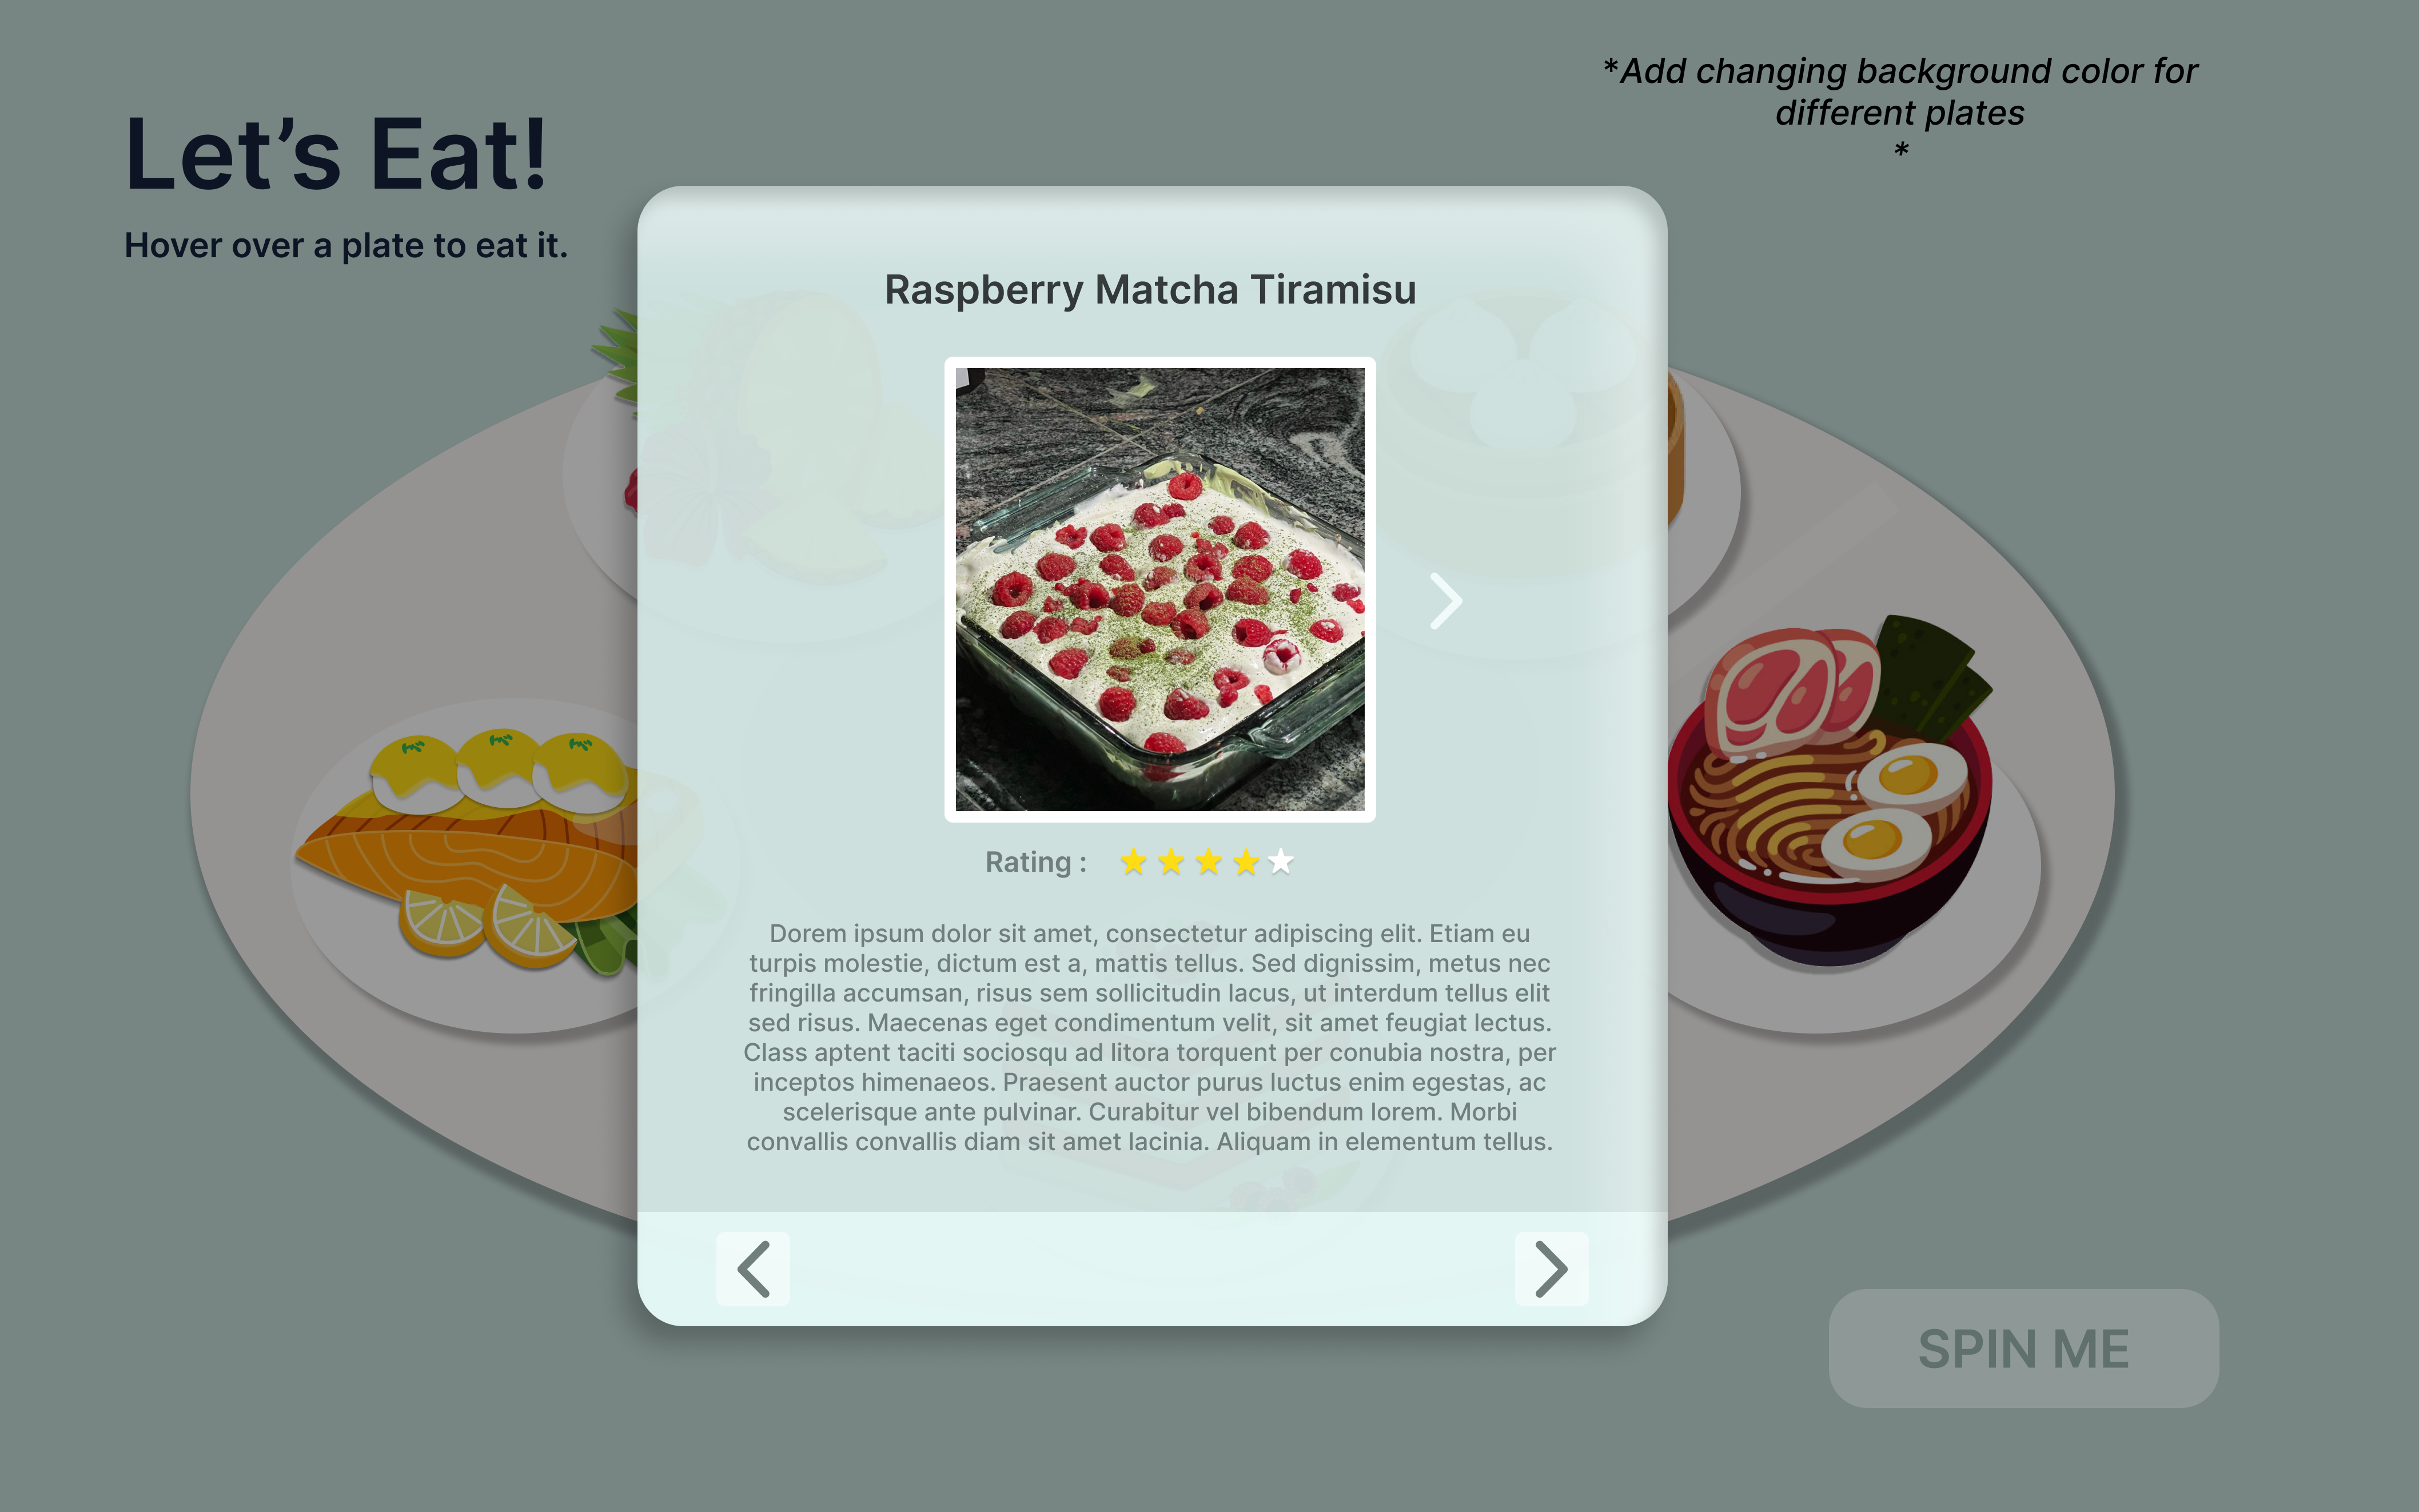 *Add changing background color for
different plates
*
Let’s Eat!
Hover over a plate to eat it.
Raspberry Matcha Tiramisu
Rating :
Dorem ipsum dolor sit amet, consectetur adipiscing elit. Etiam eu
turpis molestie, dictum est a, mattis tellus. Sed dignissim, metus nec
fringilla accumsan, risus sem sollicitudin lacus, ut interdum tellus elit
sed risus. Maecenas eget condimentum velit, sit amet feugiat lectus.
Class aptent taciti sociosqu ad litora torquent per conubia nostra, per
inceptos himenaeos. Praesent auctor purus luctus enim egestas, ac
scelerisque ante pulvinar. Curabitur vel bibendum lorem. Morbi
convallis convallis diam sit amet lacinia. Aliquam in elementum tellus.
SPIN ME